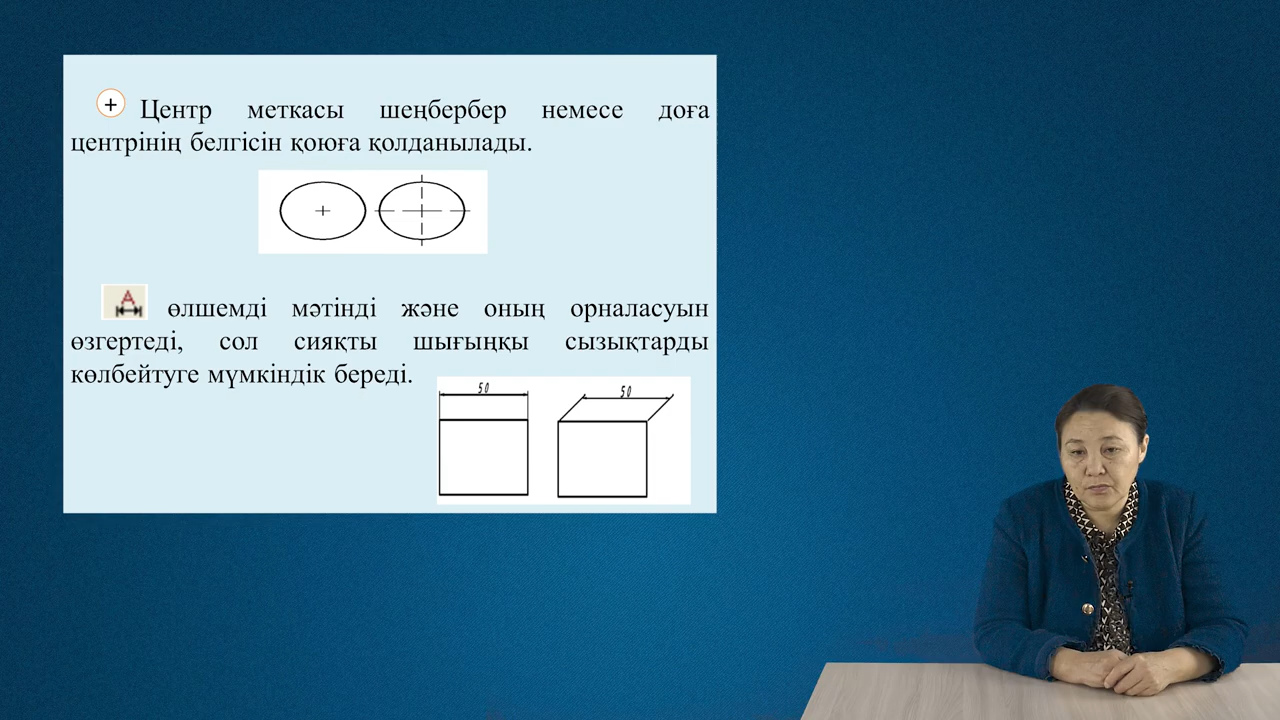 Центр меткасы шеңбербер немесе доға
центрінің белгісін қоюға қолданылады.
A өлшемді мәтінді және оның орналасуын
өзгертеді, сол сияқты шығыңқы сызықтарды
көлбейтуге мүмкіндік береді.
50
50